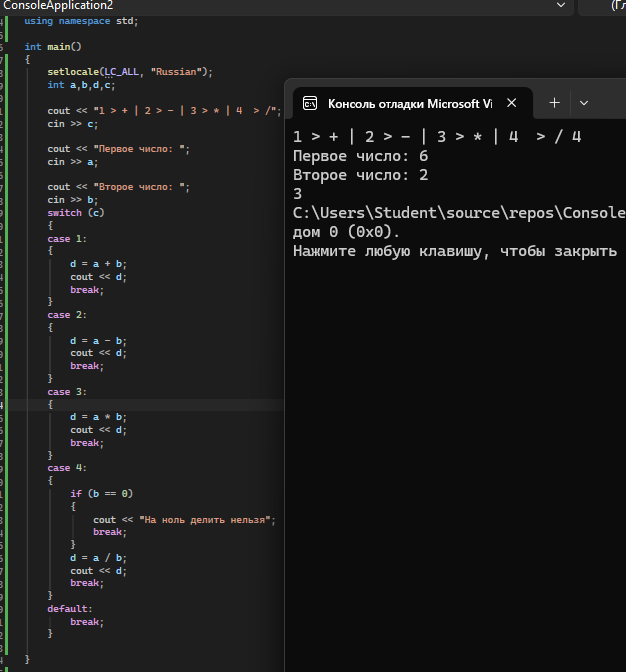 ConsoleApplication2
(Гл
using namespace std;
int main()
{
setlocale(LC_ALL, "Russian");
int a,b,d,c;
cout << "1 > + | 2 > - | 3 > * | 4  > /";
cin >> c;
cout << "Первое число: ";
cin >> a;
cout << "Второе число: ";
cin >> b;
switch (c)
{
case 1:
{
d = a + b;
cout << d;
break;
}
case 2:
{
d = a - b;
cout << d;
break;
}
case 3:
{
d = a * b;
cout << d;
break;
}
case 4:
{
if (b == 0)
{
cout << "На ноль делить нельзя";
break;
}
d = a / b;
cout << d;
break;
}
default:
break;
}
}
Консоль отладки Microsoft Vi
1 > + | 2 > - | 3 > * | 4  > / 4
Первое число: 6
Второе число: 2
3
C:\Users\Student\source\repos\Console
дом 0 (0x0).
Нажмите любую клавишу, чтобы закрыть